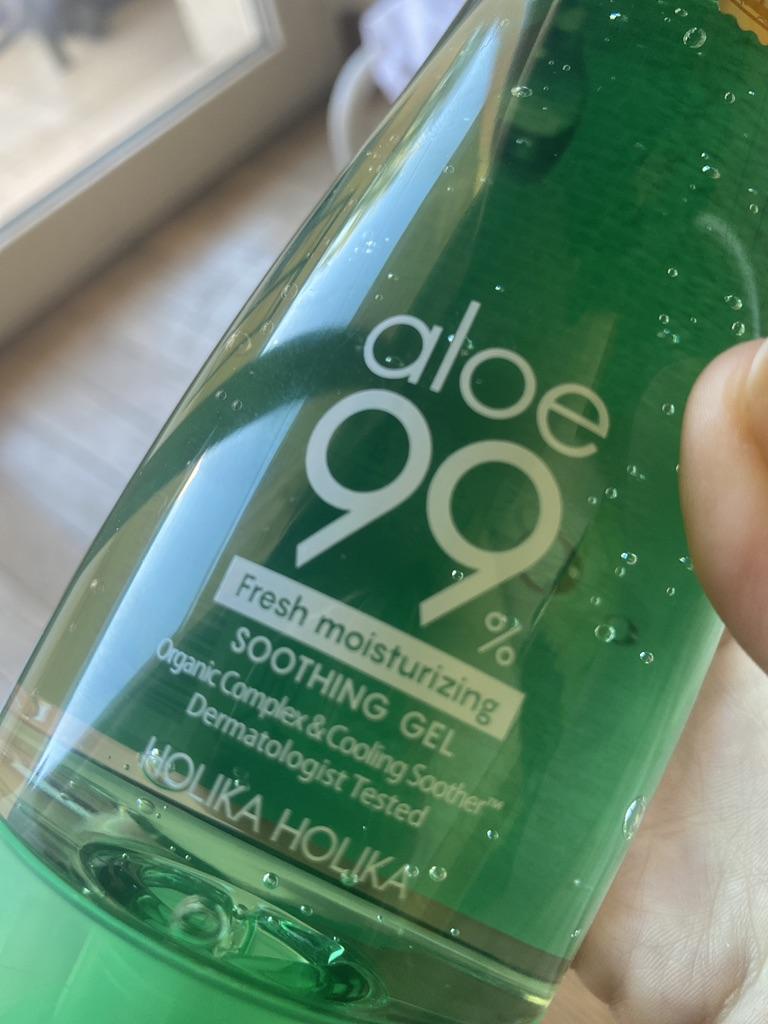 aloe
99%
Fresh moisturizing
SOOTHING GEL
Organic Complex & Cooling Soother™
Dermatologist Tested
HOLIKA HOLIKA